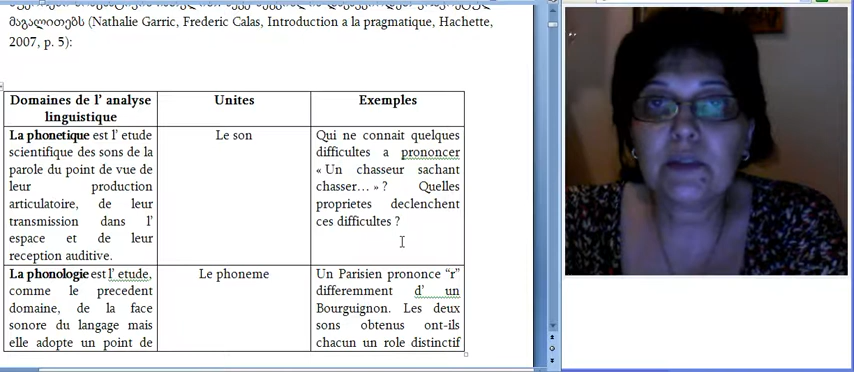 მაგალითებს (Nathalie Garric, Frederic Calas, Introduction a la pragmatique, Hachette,
2007, p. 5):
Domaines de l’ analyse
linguistique
Unites
Exemples
La phonetique est l’ etude
scientifique des sons de la
parole du point de vue de
leur production
articulatoire, de leur
transmission dans l’
espace et de leur
reception auditive.
Le son
Qui ne connait quelques
difficultes a prononcer
« Un chasseur sachant
chasser… » ? Quelles
proprietes declenchent
ces difficultes ?
La phonologie est l’ etude,
comme le precedent
domaine, de la face
sonore du langage mais
elle adopte un point de
Le phoneme
Un Parisien prononce “r”
differemment d’ un
Bourguignon. Les deux
sons obtenus ont-ils
chacun un role distinctif